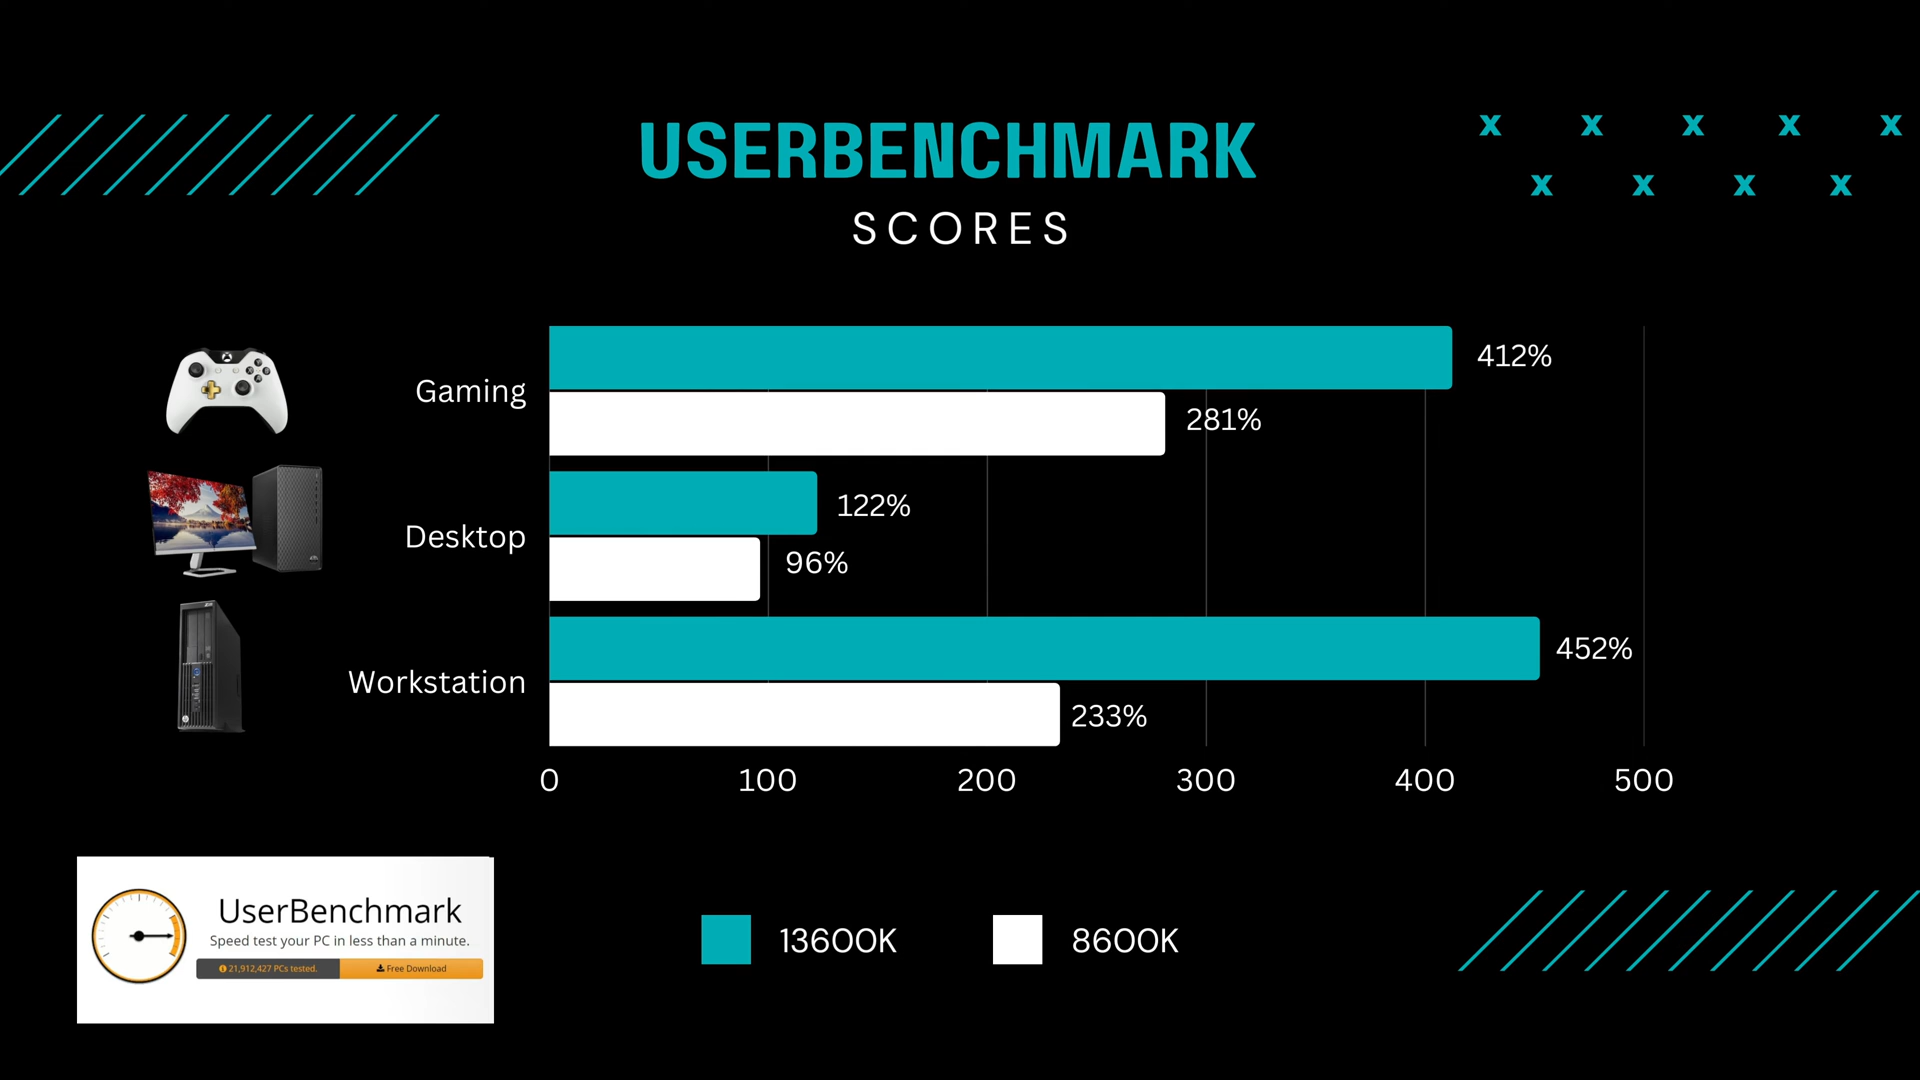 USERBENCHMARK
SCORES
Gaming
412%
281%
Desktop
122%
96%
Workstation
452%
233%
0 100 200 300 400 500
UserBenchmark
Speed test your PC in less than a minute.
21,912,427 PCs tested. Free Download
13600K 8600K